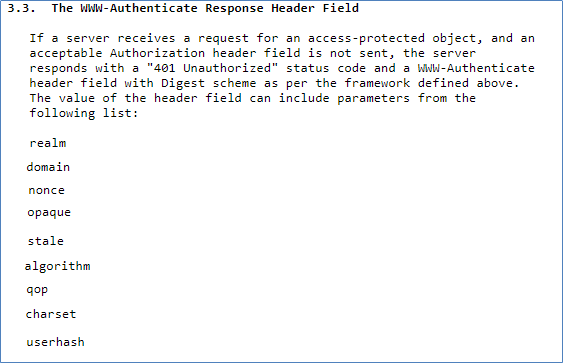 3.3. The WWW-Authenticate Response Header Field
If a server receives a request for an access-protected object, and an
acceptable Authorization header field is not sent, the server
responds with a "401 Unauthorized" status code and a WWW-Authenticate
header field with Digest scheme as per the framework defined above.
The value of the header field can include parameters from the
following list:
realm
domain
nonce
opaque
stale
algorithm
qop
charset
userhash